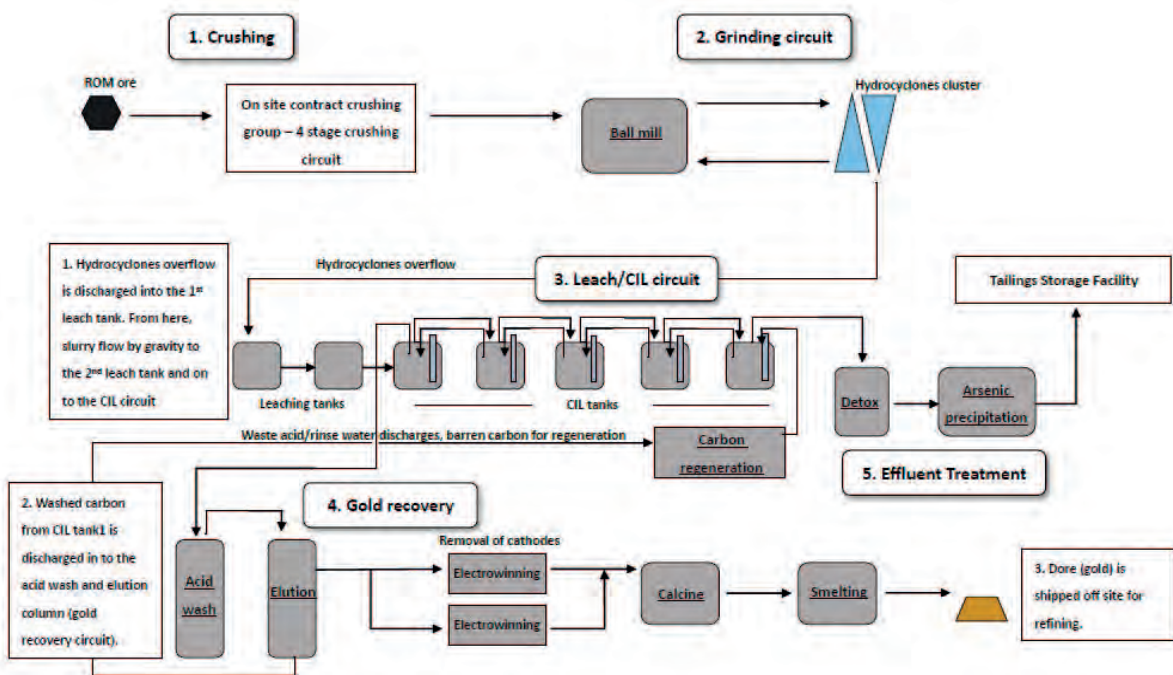 1. Crushing
2. Grinding circuit
ROM ore
On site contract crushing
group – 4 stage crushing
circuit
Ball mill
Hydrocyclones cluster
1. Hydrocyclones overflow
is discharged into the 1st
leach tank. From here,
slurry flow by gravity to
the 2nd leach tank and on
to the CIL circuit
Hydrocyclones overflow
3. Leach/CIL circuit
Tailings Storage Facility
Leaching tanks
CIL tanks
Detox
Arsenic
precipitation
Waste acid/rinse water discharges, barren carbon for regeneration
Carbon
regeneration
5. Effluent Treatment
2. Washed carbon
from CIL tank1 is
discharged in to the
acid wash and elution
column (gold
recovery circuit).
4. Gold recovery
Acid
wash
Elution
Removal of cathodes
Electrowinning
Electrowinning
Calcine
Smelting
3. Dore (gold) is
shipped off site for
refining.